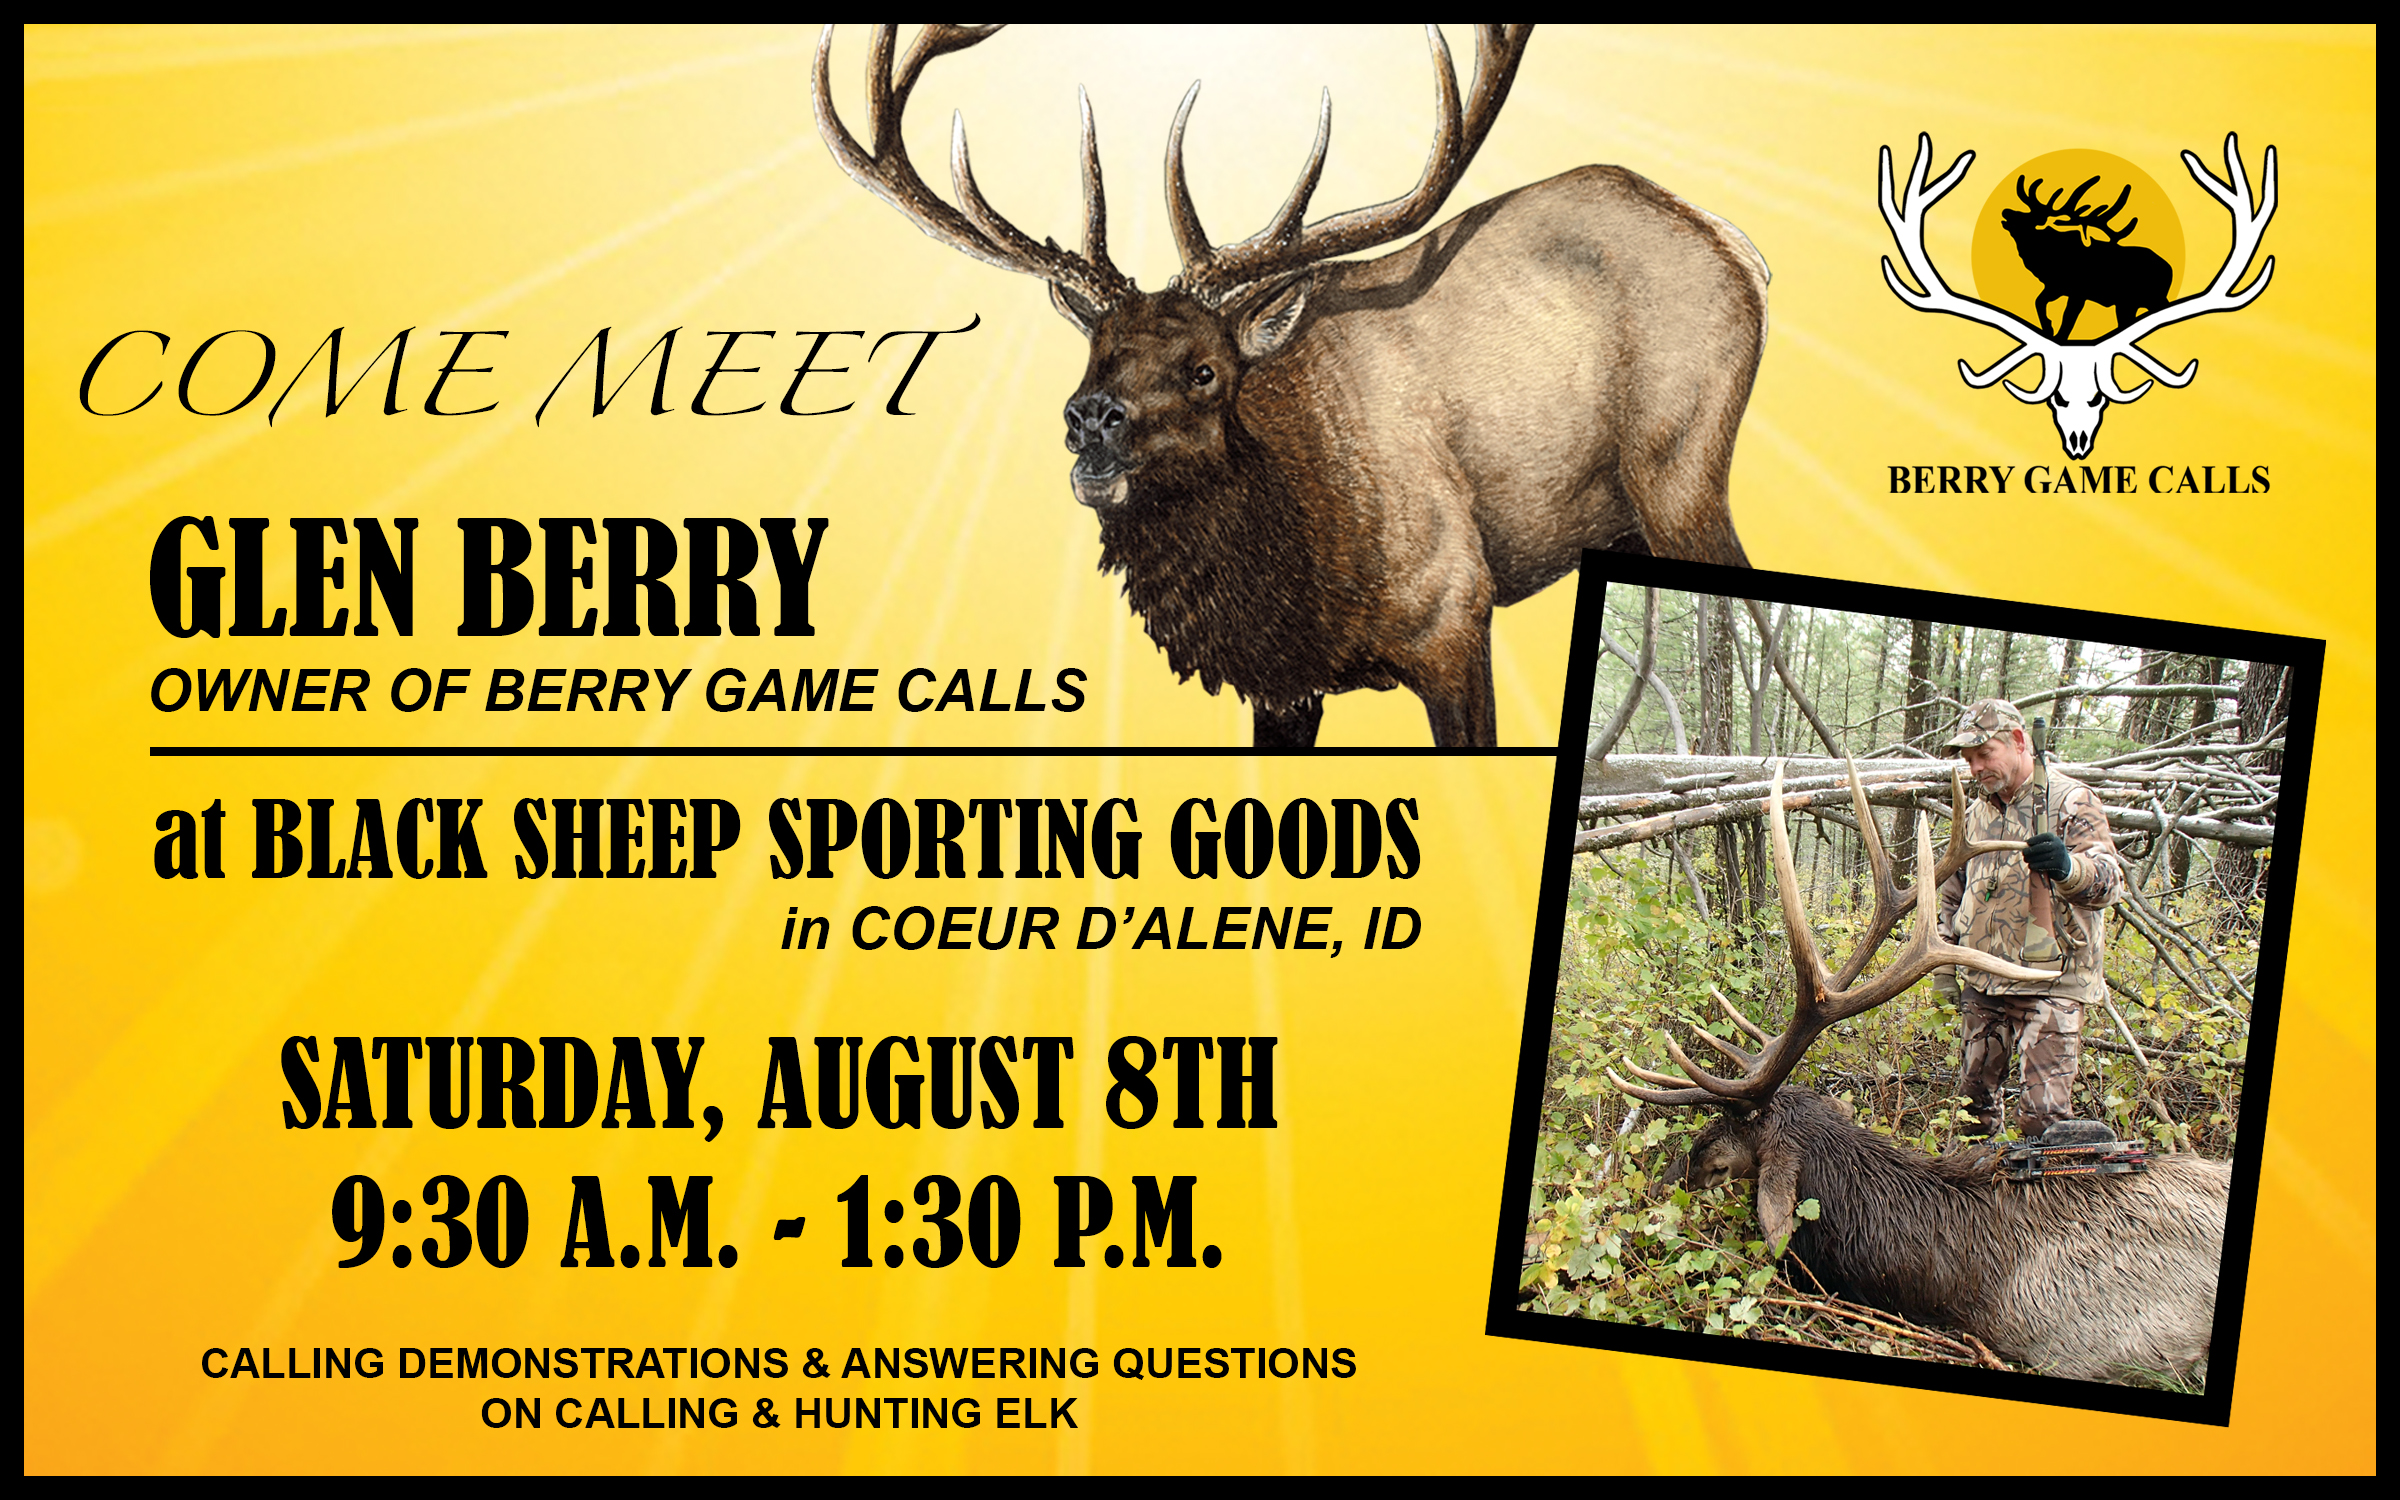 COME MEET
GLEN BERRY
OWNER OF BERRY GAME CALLS
at BLACK SHEEP SPORTING GOODS
in COEUR D’ALENE, ID
SATURDAY, AUGUST 8TH
9:30 A.M. - 1:30 P.M.
CALLING DEMONSTRATIONS & ANSWERING QUESTIONS
ON CALLING & HUNTING ELK
BERRY GAME CALLS